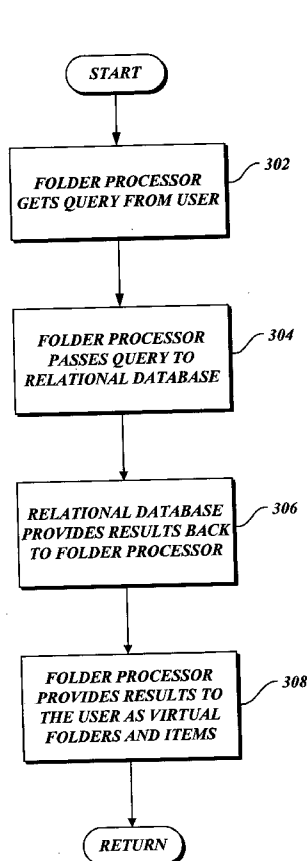 START
FOLDER PROCESSOR
GETS QUERY FROM USER
302
FOLDER PROCESSOR
PASSES QUERY TO
RELATIONAL DATABASE
304
RELATIONAL DATABASE
PROVIDES RESULTS BACK
TO FOLDER PROCESSOR
306
FOLDER PROCESSOR
PROVIDES RESULTS TO
THE USER AS VIRTUAL
FOLDERS AND ITEMS
308
RETURN